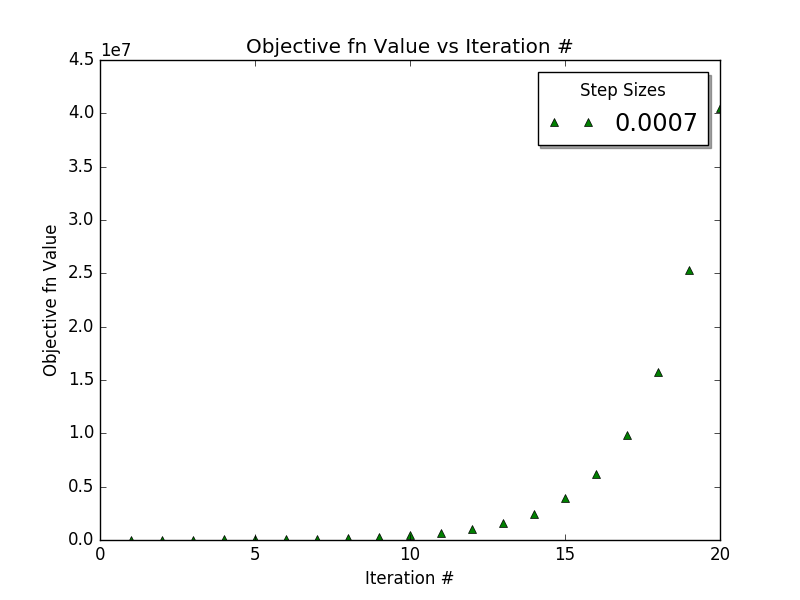 Objective fn Value vs Iteration #
1e7
4.5
4.0
3.5
3.0
2.5
2.0
1.5
1.0
0.5
0.0
Objective fn Value
Step Sizes
0.0007
0 5 10 15 20
Iteration #